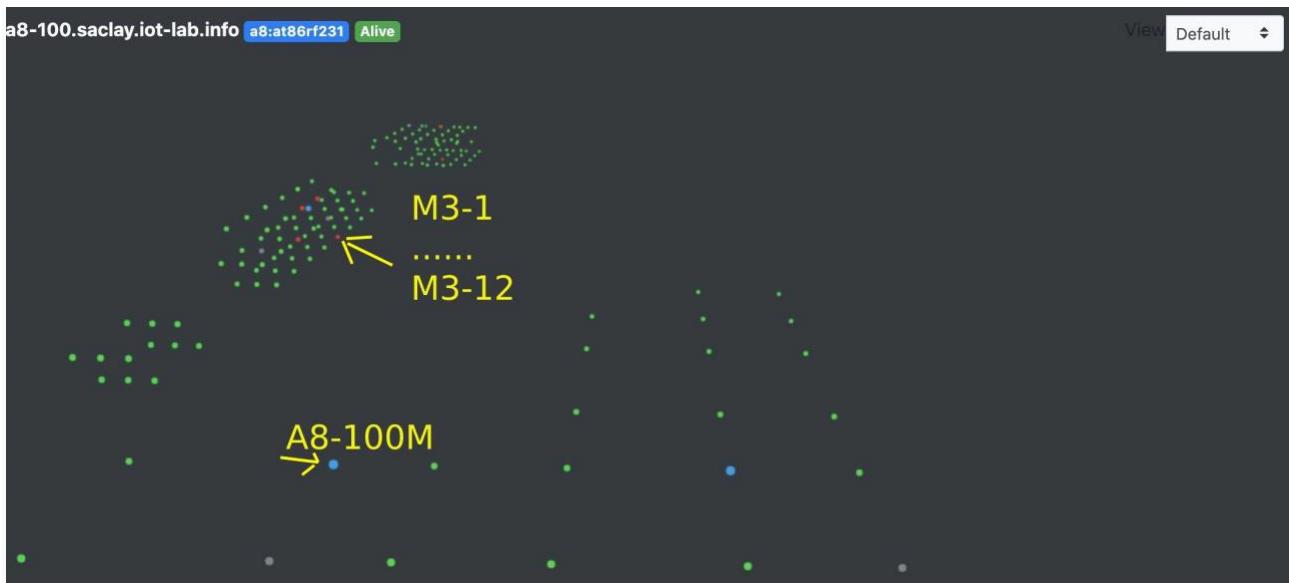 a8-100.saclay.iot-lab.info a8:at86rf231 Alive
View Default
M3-1
......
M3-12
A8-100M